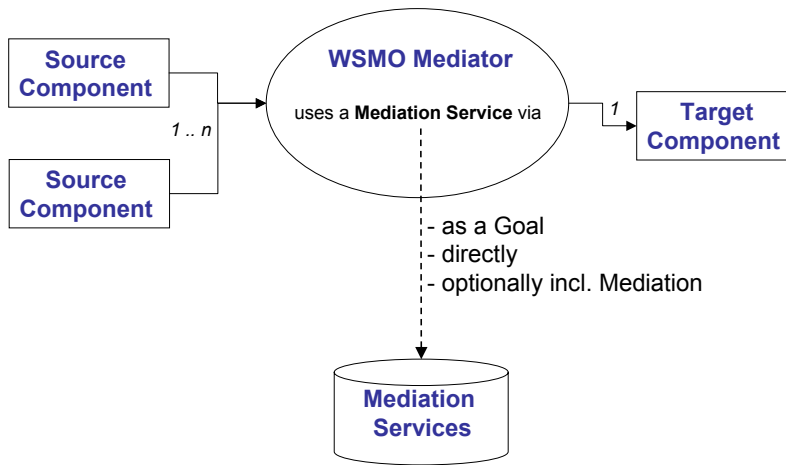 Source
Component
1 .. n
Source
Component
WSMO Mediator
uses a Mediation Service via
1
Target
Component
- as a Goal
- directly
- optionally incl. Mediation
Mediation
Services